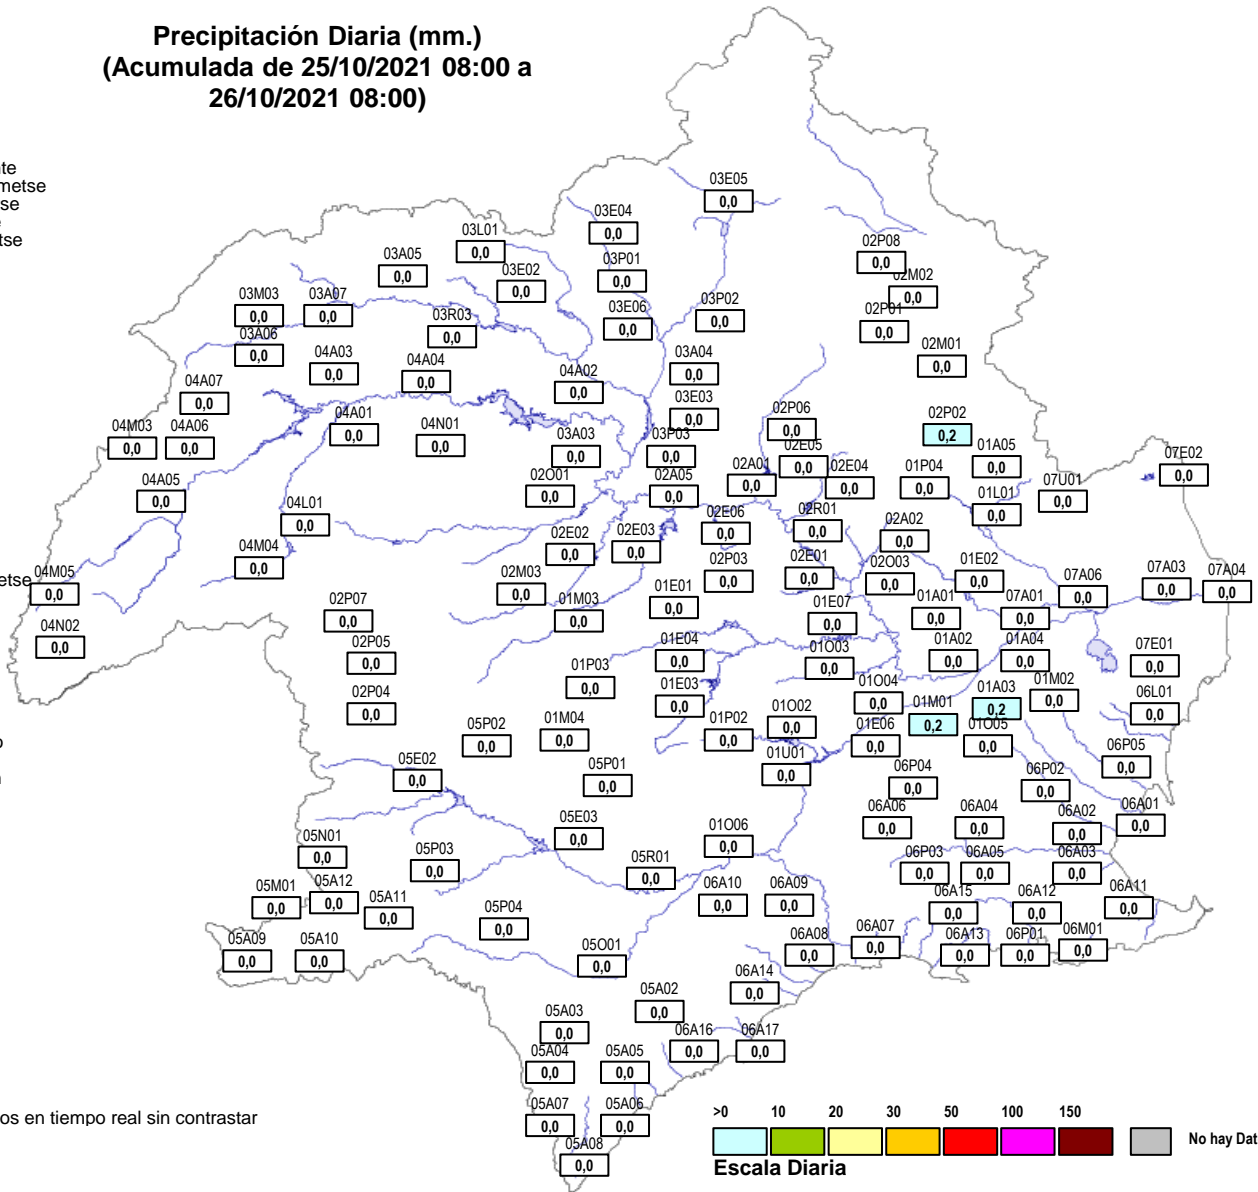 Precipitación Diaria (mm.)
(Acumulada de 25/10/2021 08:00 a
26/10/2021 08:00)
03E05
0,0
03E04
0,0
03L01
0,0
03A05
0,0
03P01
0,0
03E02
0,0
02P08
0,0
02M02
0,0
03M03
0,0
03A07
0,0
03R03
0,0
03E06
0,0
03P02
0,0
02P01
0,0
03A06
0,0
04A03
0,0
04A04
0,0
04A02
0,0
03A04
0,0
02M01
0,0
04A07
0,0
03E03
0,0
04M03
0,0
04A06
0,0
04A01
0,0
04N01
0,0
03A03
0,0
03P03
0,0
02P06
0,0
02P02
0,2
02E05
0,0
01A05
0,0
07E02
0,0
04A05
0,0
02O01
0,0
02A05
0,0
02A01
0,0
02E04
0,0
01P04
0,0
07U01
0,0
04L01
0,0
01L01
0,0
02E06
0,0
02R01
0,0
02A02
0,0
04M04
0,0
02E02
0,0
02E03
0,0
04M05
0,0
02M03
0,0
02P03
0,0
02E01
0,0
02O03
0,0
01E02
0,0
07A06
0,0
07A03
0,0
07A04
0,0
02P07
0,0
01M03
0,0
01E01
0,0
01E07
0,0
01A01
0,0
07A01
0,0
04N02
0,0
02P05
0,0
01E04
0,0
01O03
0,0
01A02
0,0
01A04
0,0
07E01
0,0
02P04
0,0
01P03
0,0
01E03
0,0
01O04
0,0
01M01
0,2
01A03
0,2
01M02
0,0
06L01
0,0
05P02
0,0
01M04
0,0
01P02
0,0
01O02
0,0
01E06
0,0
01O05
0,0
05E02
0,0
05P01
0,0
01U01
0,0
06P04
0,0
06P02
0,0
06P05
0,0
05N01
0,0
05P03
0,0
05E03
0,0
01O06
0,0
06A06
0,0
06A04
0,0
06A02
0,0
06A01
0,0
05M01
0,0
05A12
0,0
05A11
0,0
05R01
0,0
06P03
0,0
06A05
0,0
06A03
0,0
05P04
0,0
06A10
0,0
06A09
0,0
06A15
0,0
06A12
0,0
06A11
0,0
05A09
0,0
05A10
0,0
05O01
0,0
06A08
0,0
06A07
0,0
06A13
0,0
06P01
0,0
06M01
0,0
05A02
0,0
06A14
0,0
05A03
0,0
06A16
0,0
06A17
0,0
05A04
0,0
05A05
0,0
05A07
0,0
05A06
0,0
05A08
0,0
os en tiempo real sin contrastar
>0 10 20 30 50 100 150
No hay Dat
Escala Diaria